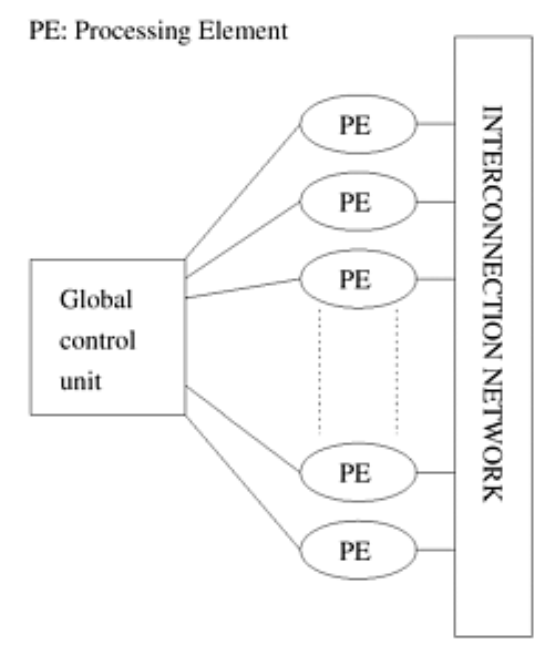 PE: Processing Element
PE
PE
PE
Global
control
unit
PE
PE
INTERCONNECTION NETWORK